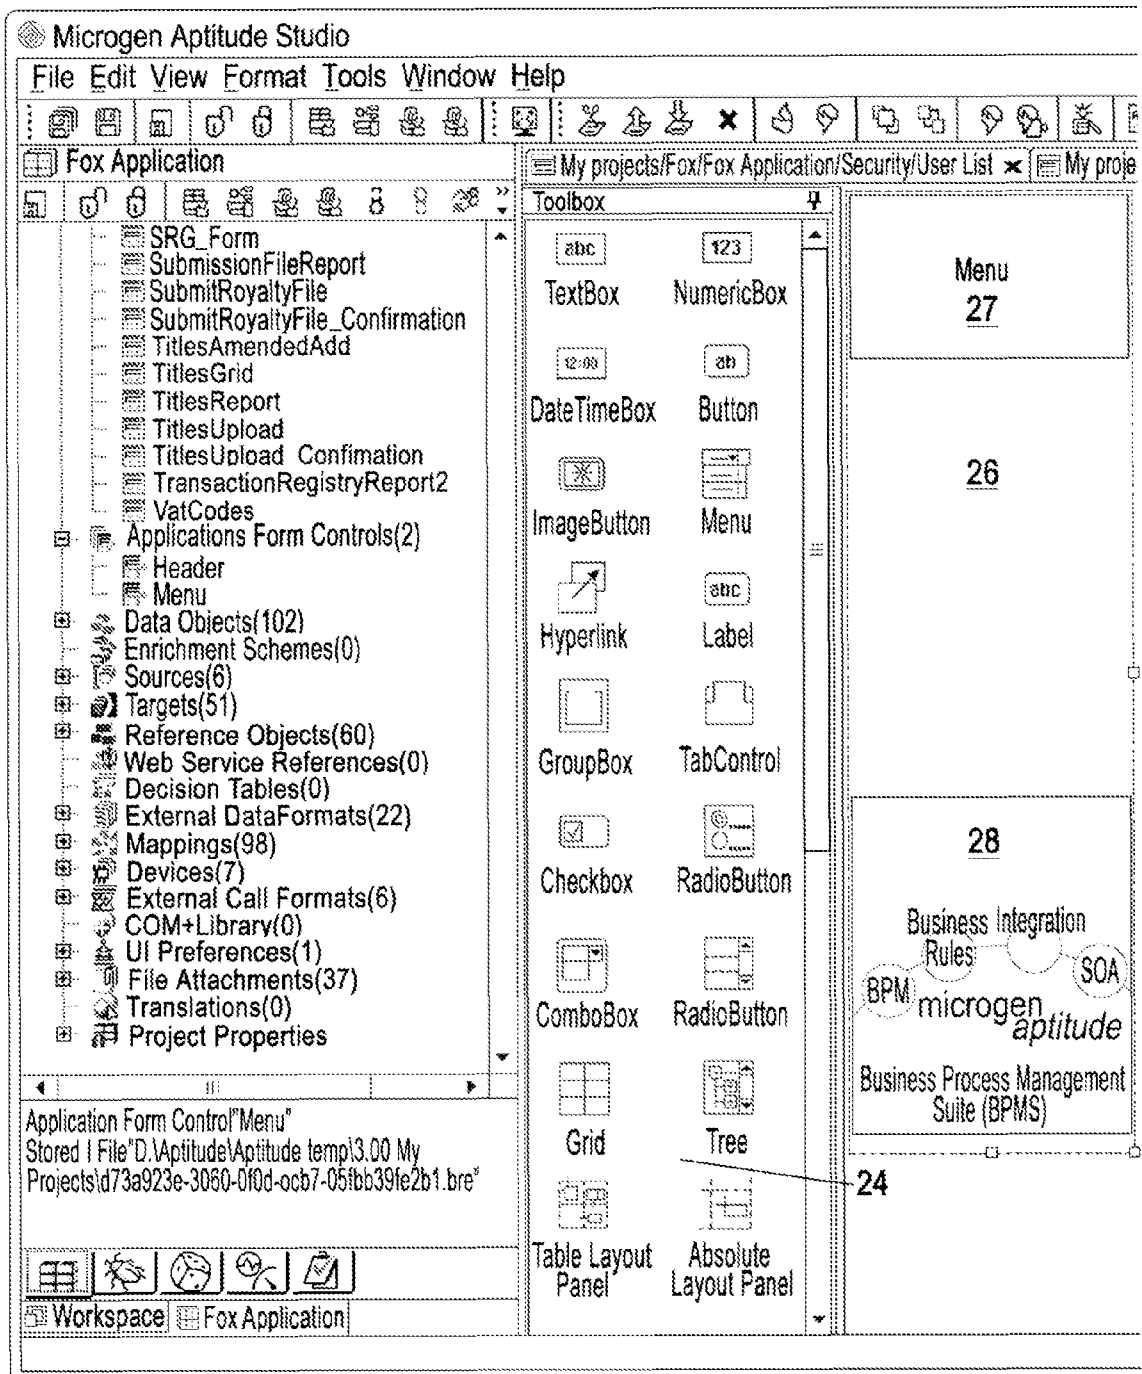 Microgen Aptitude Studio
File Edit View Format Tools Window Help
Fox Application
SRG_Form
SubmissionFileReport
SubmitRoyaltyFile
SubmitRoyaltyFile_Confirmation
TitlesAmendedAdd
TitlesGrid
TitlesReport
TitlesUpload
TitlesUpload_Confimation
TransactionRegistryReport2
VatCodes
Applications Form Controls(2)
Header
Menu
Data Objects(102)
Enrichment Schemes(0)
Sources(6)
Targets(51)
Reference Objects(60)
Web Service References(0)
Decision Tables(0)
External DataFormats(22)
Mappings(98)
Devices(7)
External Call Formats(6)
COM+Library(0)
UI Preferences(1)
File Attachments(37)
Translations(0)
Project Properties
Application Form Control"Menu"
Stored I File"D.\Aptitude\Aptitude temp\3.00 My
Projects\d73a923e-3060-0f0d-ocb7-05fbb39fe2b1.bre"
Workspace Fox Application
My projects/Fox/Fox Application/Security/User List My proje
Toolbox
abc 123
TextBox NumericBox
12:00 ab
DateTimeBox Button
ImageButton Menu
abc
Hyperlink Label
GroupBox TabControl
Checkbox RadioButton
ComboBox RadioButton
Grid Tree
Table Layout Panel
Absolute Layout Panel
24
Menu
27
26
28
Business Integration
Rules
BPM SOA
microgen
aptitude
Business Process Management
Suite (BPMS)